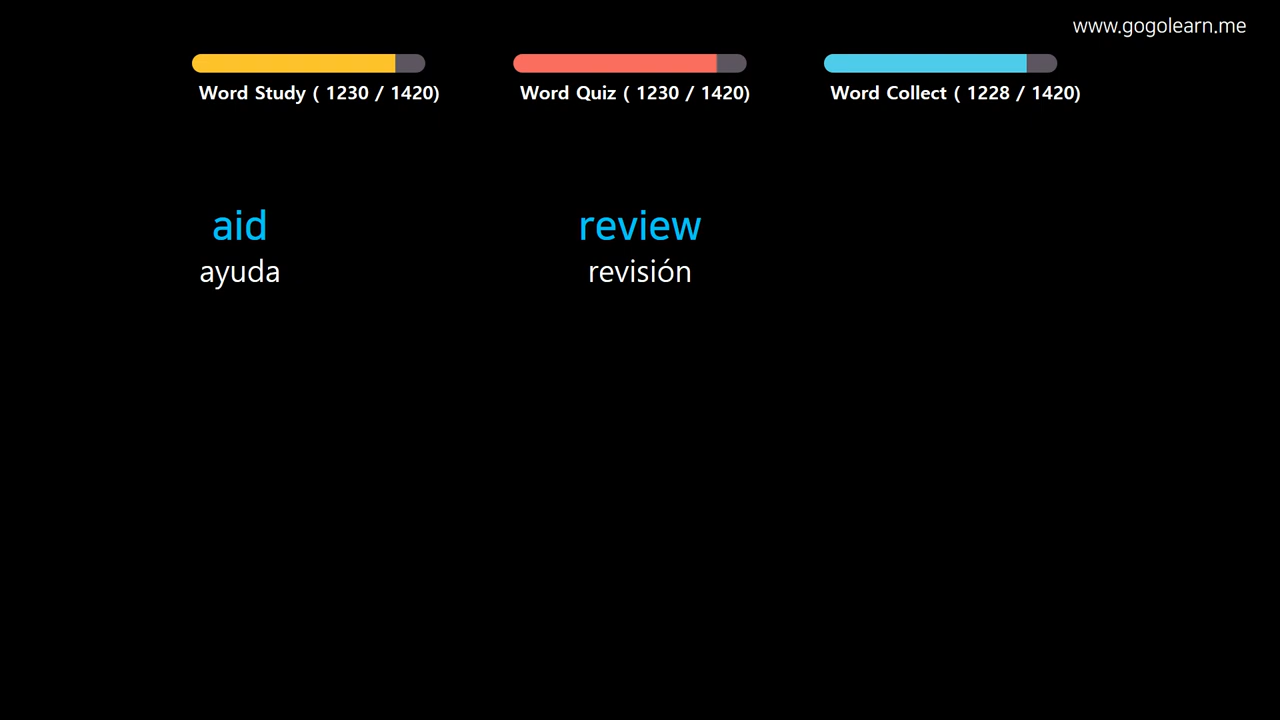 www.gogolearn.me
Word Study ( 1230 / 1420)
Word Quiz ( 1230 / 1420)
Word Collect ( 1228 / 1420)
aid
ayuda
review
revisión